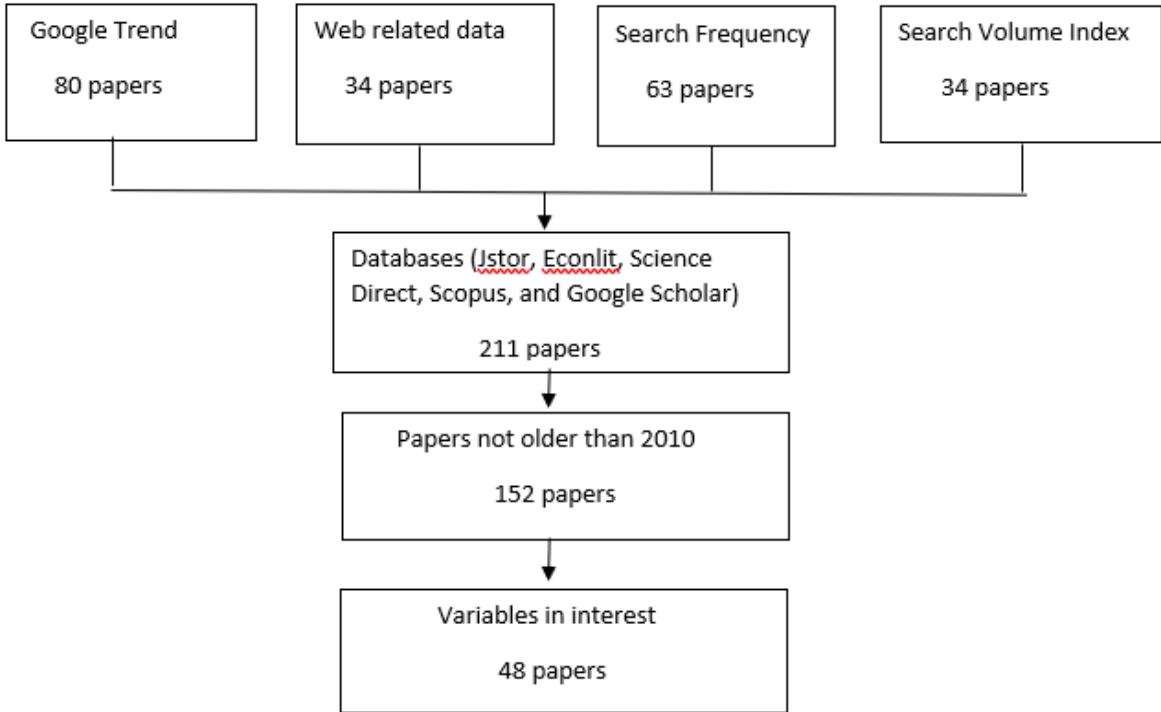 Google Trend
80 papers
Web related data
34 papers
Search Frequency
63 papers
Search Volume Index
34 papers
Databases (Jstor, Econlit, Science
Direct, Scopus, and Google Scholar)
211 papers
Papers not older than 2010
152 papers
Variables in interest
48 papers